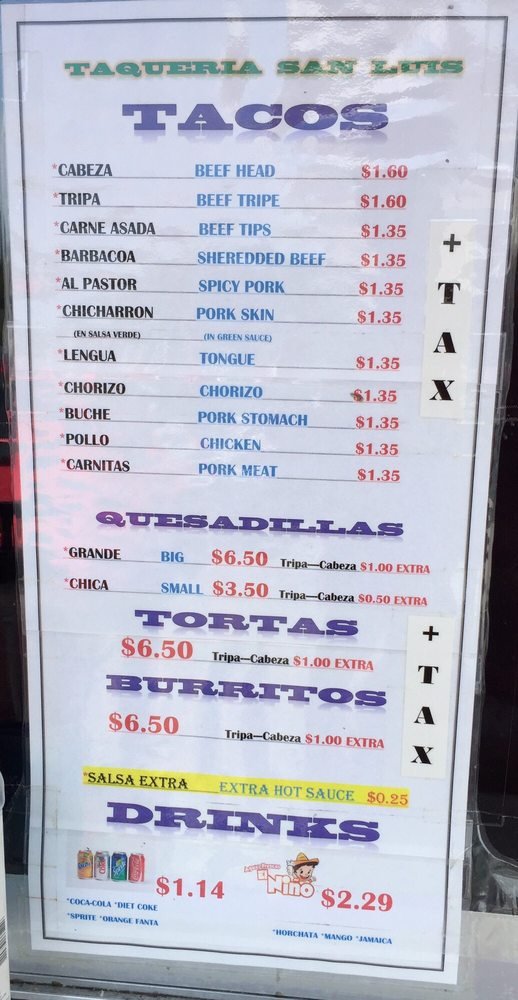 TAQUERIA SAN LUIS
TACOS
*CABEZA BEEF HEAD $1.60
*TRIPA BEEF TRIPE $1.60
*CARNE ASADA BEEF TIPS $1.35
*BARBACOA SHEREDDED BEEF $1.35
*AL PASTOR SPICY PORK $1.35
*CHICHARRON PORK SKIN $1.35
(EN SALSA VERDE) (IN GREEN SAUCE)
*LENGUA TONGUE $1.35
*CHORIZO CHORIZO $1.35
*BUCHE PORK STOMACH $1.35
*POLLO CHICKEN $1.35
*CARNITAS PORK MEAT $1.35
+ TAX
QUESADILLAS
*GRANDE BIG $6.50 Tripa—Cabeza $1.00 EXTRA
*CHICA SMALL $3.50 Tripa—Cabeza $0.50 EXTRA
TORTAS
$6.50 Tripa—Cabeza $1.00 EXTRA
BURRITOS
$6.50 Tripa—Cabeza $1.00 EXTRA
+ TAX
*SALSA EXTRA EXTRA HOT SAUCE $0.25
DRINKS
$1.14
*COCA-COLA *DIET COKE
*SPRITE *ORANGE FANTA
El Nino $2.29
*HORCHATA *MANGO *JAMAICA